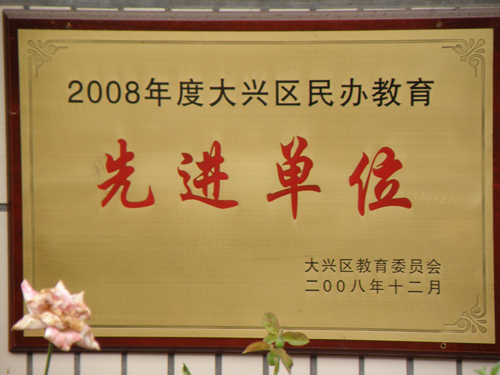 2008年度大兴区民办教育
先进单位
大兴区教育委员会
二00八年十二月